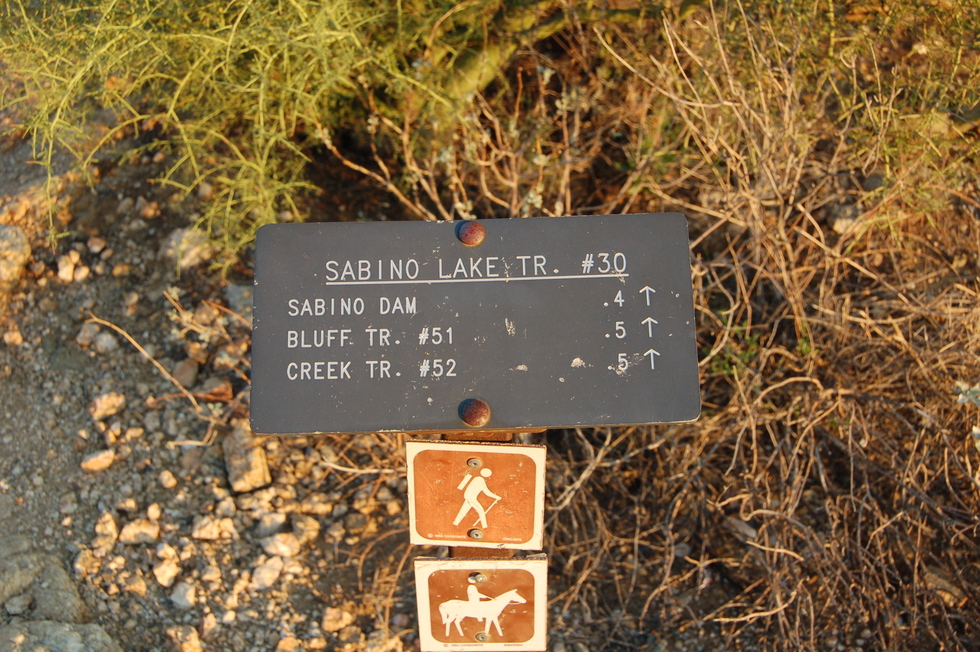 SABINO LAKE TR. #30
SABINO DAM .4 ↑
BLUFF TR. #51 .5 ↑
CREEK TR. #52 .5 ↑